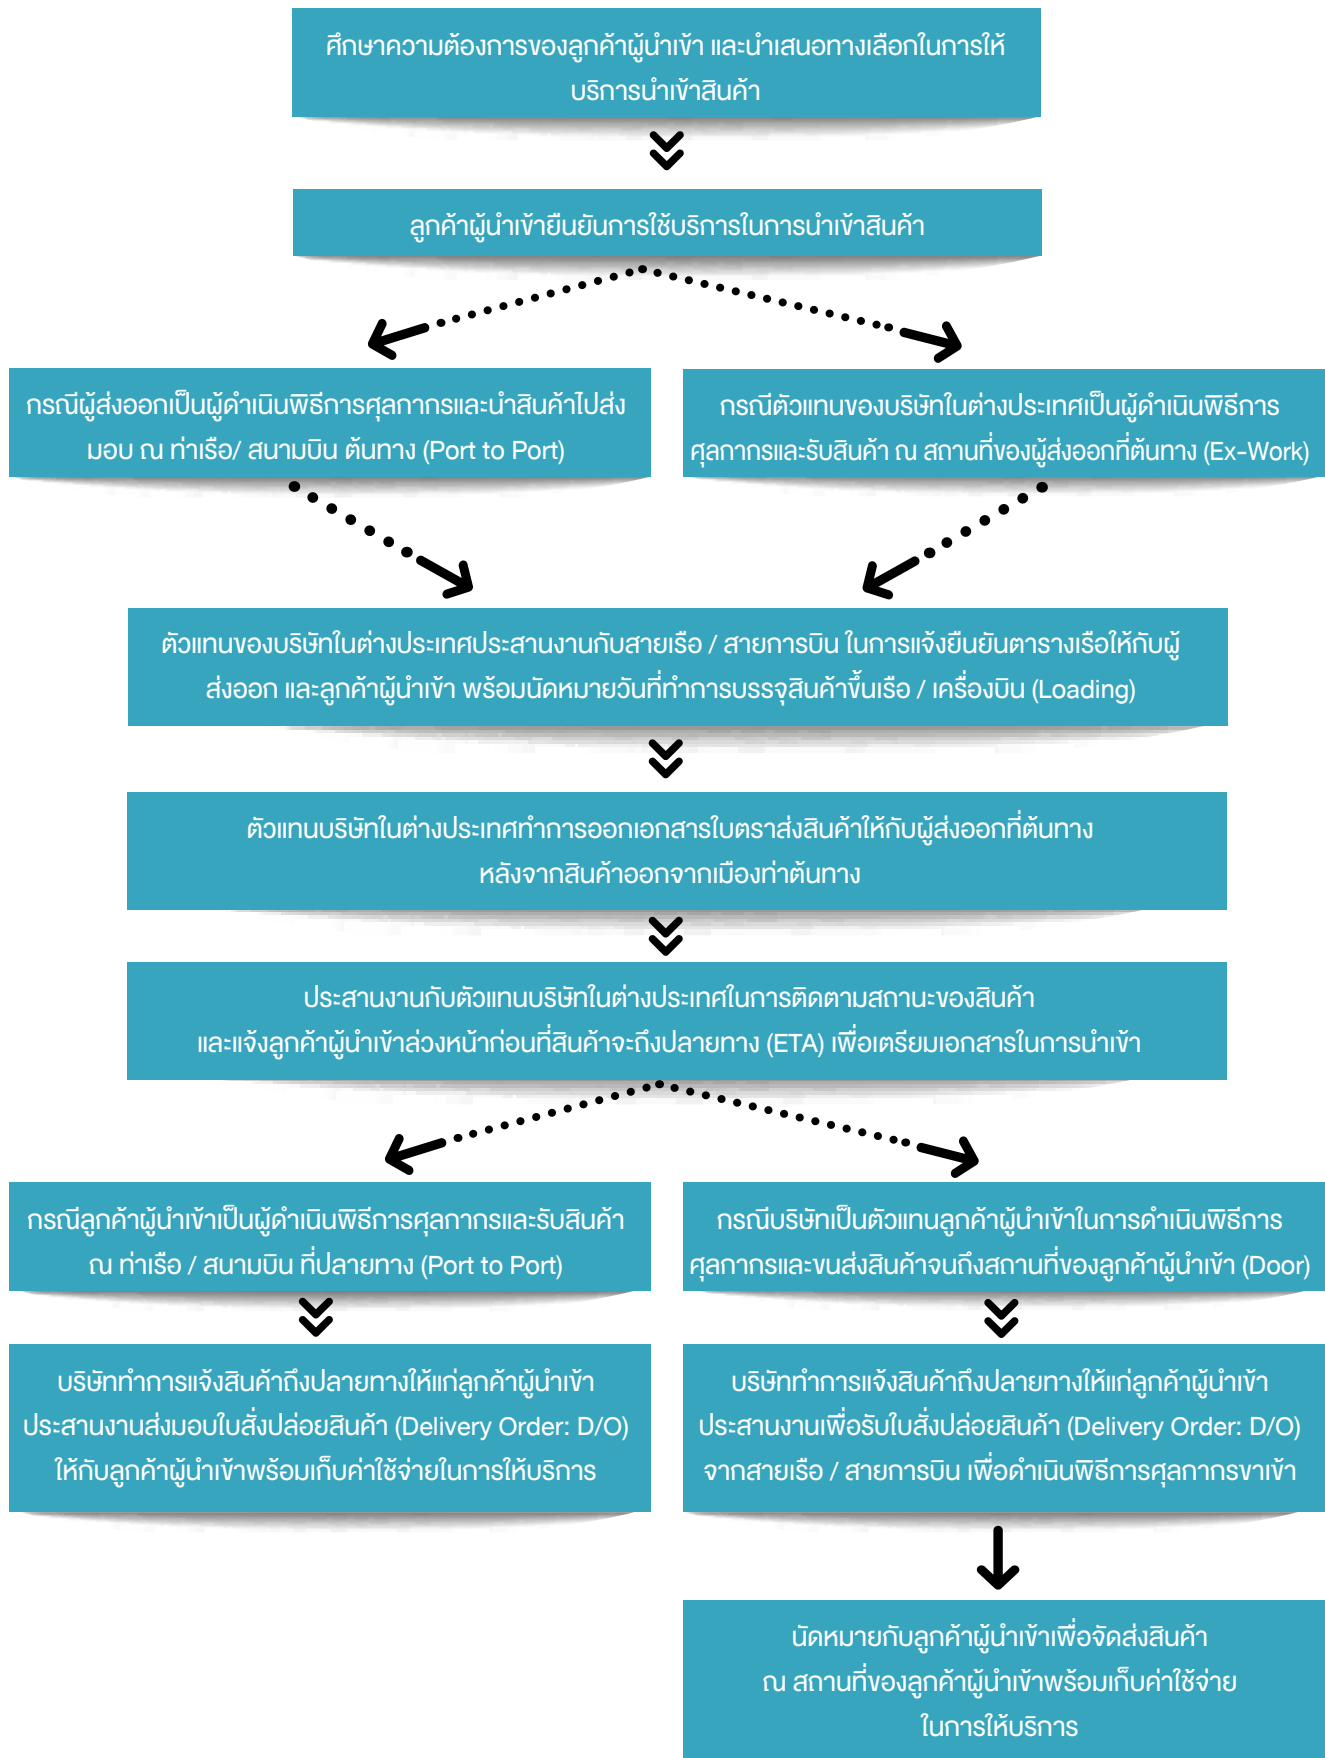 ศึกษาความต้องการของลูกค้าผู้นำเข้า และนำเสนอทางเลือกในการให้
บริการนำเข้าสินค้า
ลูกค้าผู้นำเข้ายืนยันการใช้บริการในการนำเข้าสินค้า
กรณีผู้ส่งออกเป็นผู้ดำเนินพิธีการศุลกากรและนำสินค้าไปส่ง
มอบ ณ ท่าเรือ/ สนามบิน ต้นทาง (Port to Port)
กรณีตัวแทนของบริษัทในต่างประเทศเป็นผู้ดำเนินพิธีการ
ศุลกากรและรับสินค้า ณ สถานที่ของผู้ส่งออกที่ต้นทาง (Ex-Work)
ตัวแทนของบริษัทในต่างประเทศประสานงานกับสายเรือ / สายการบิน ในการแจ้งยืนยันตารางเรือให้กับผู้
ส่งออก และลูกค้าผู้นำเข้า พร้อมนัดหมายวันที่ทำการบรรจุสินค้าขึ้นเรือ / เครื่องบิน (Loading)
ตัวแทนบริษัทในต่างประเทศทำการออกเอกสารใบตราส่งสินค้าให้กับผู้ส่งออกที่ต้นทาง
หลังจากสินค้าออกจากเมืองท่าต้นทาง
ประสานงานกับตัวแทนบริษัทในต่างประเทศในการติดตามสถานะของสินค้า
และแจ้งลูกค้าผู้นำเข้าล่วงหน้าก่อนที่สินค้าจะถึงปลายทาง (ETA) เพื่อเตรียมเอกสารในการนำเข้า
กรณีลูกค้าผู้นำเข้าเป็นผู้ดำเนินพิธีการศุลกากรและรับสินค้า
ณ ท่าเรือ / สนามบิน ที่ปลายทาง (Port to Port)
กรณีบริษัทเป็นตัวแทนลูกค้าผู้นำเข้าในการดำเนินพิธีการ
ศุลกากรและขนส่งสินค้าจนถึงสถานที่ของลูกค้าผู้นำเข้า (Door)
บริษัททำการแจ้งสินค้าถึงปลายทางให้แก่ลูกค้าผู้นำเข้า
ประสานงานส่งมอบใบสั่งปล่อยสินค้า (Delivery Order: D/O)
ให้กับลูกค้าผู้นำเข้าพร้อมเก็บค่าใช้จ่ายในการให้บริการ
บริษัททำการแจ้งสินค้าถึงปลายทางให้แก่ลูกค้าผู้นำเข้า
ประสานงานเพื่อรับใบสั่งปล่อยสินค้า (Delivery Order: D/O)
จากสายเรือ / สายการบิน เพื่อดำเนินพิธีการศุลกากรขาเข้า
นัดหมายกับลูกค้าผู้นำเข้าเพื่อจัดส่งสินค้า
ณ สถานที่ของลูกค้าผู้นำเข้าพร้อมเก็บค่าใช้จ่าย
ในการให้บริการ